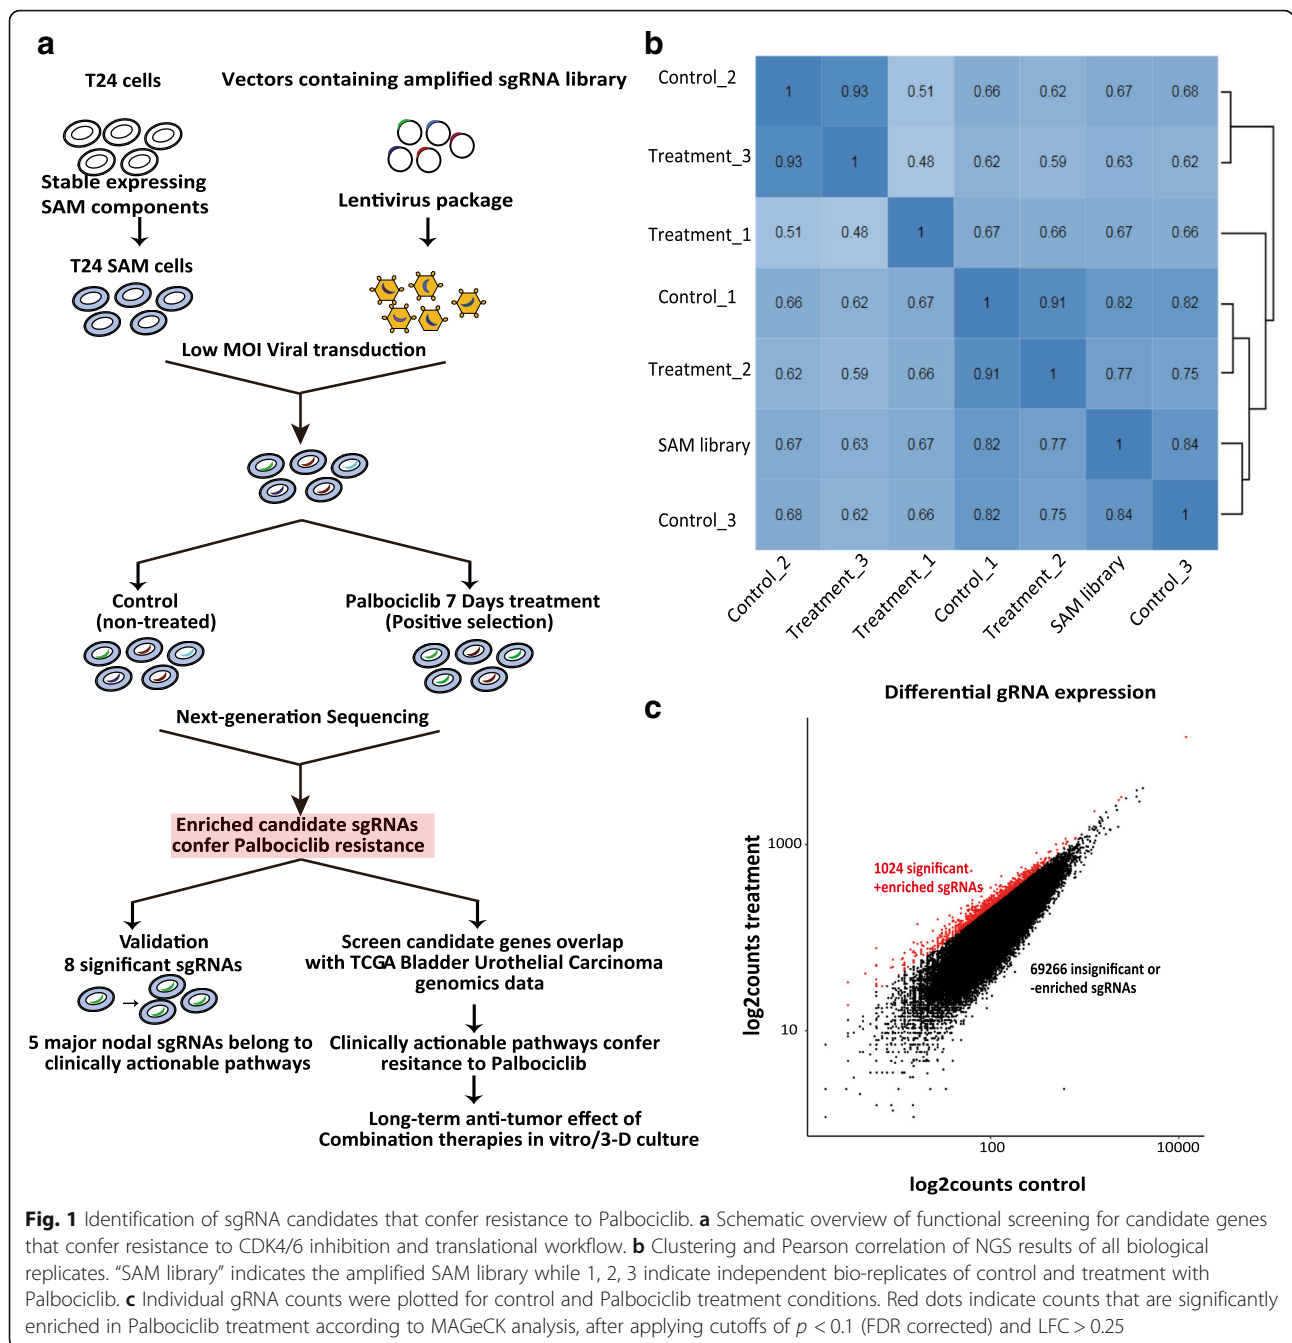 a
T24 cells
Vectors containing amplified sgRNA library
Stable expressing
SAM components
Lentivirus package
T24 SAM cells
Low MOI Viral transduction
Control
(non-treated)
Palbociclib 7 Days treatment
(Positive selection)
Next-generation Sequencing
Enriched candidate sgRNAs
confer Palbociclib resistance
Validation
8 significant sgRNAs
5 major nodal sgRNAs belong to
clinically actionable pathways
Screen candidate genes overlap
with TCGA Bladder Urothelial Carcinoma
genomics data
Clinically actionable pathways confer
resitance to Palbociclib
Long-term anti-tumor effect of
Combination therapies in vitro/3-D culture
b
Control_2 1 0.93 0.51 0.66 0.62 0.67 0.68
Treatment_3 0.93 1 0.48 0.62 0.59 0.63 0.62
Treatment_1 0.51 0.48 1 0.67 0.66 0.67 0.66
Control_1 0.66 0.62 0.67 1 0.91 0.82 0.82
Treatment_2 0.62 0.59 0.66 0.91 1 0.77 0.75
SAM library 0.67 0.63 0.67 0.82 0.77 1 0.84
Control_3 0.68 0.62 0.66 0.82 0.75 0.84 1
Control_2 Treatment_3 Treatment_1 Control_1 Treatment_2 SAM library Control_3
c
Differential gRNA expression
log2counts treatment
1000
10
1024 significant
+enriched sgRNAs
69266 insignificant or
-enriched sgRNAs
100 10000
log2counts control
Fig. 1 Identification of sgRNA candidates that confer resistance to Palbociclib. a Schematic overview of functional screening for candidate genes
that confer resistance to CDK4/6 inhibition and translational workflow. b Clustering and Pearson correlation of NGS results of all biological
replicates. “SAM library” indicates the amplified SAM library while 1, 2, 3 indicate independent bio-replicates of control and treatment with
Palbociclib. c Individual gRNA counts were plotted for control and Palbociclib treatment conditions. Red dots indicate counts that are significantly
enriched in Palbociclib treatment according to MAGeCK analysis, after applying cutoffs of p < 0.1 (FDR corrected) and LFC > 0.25